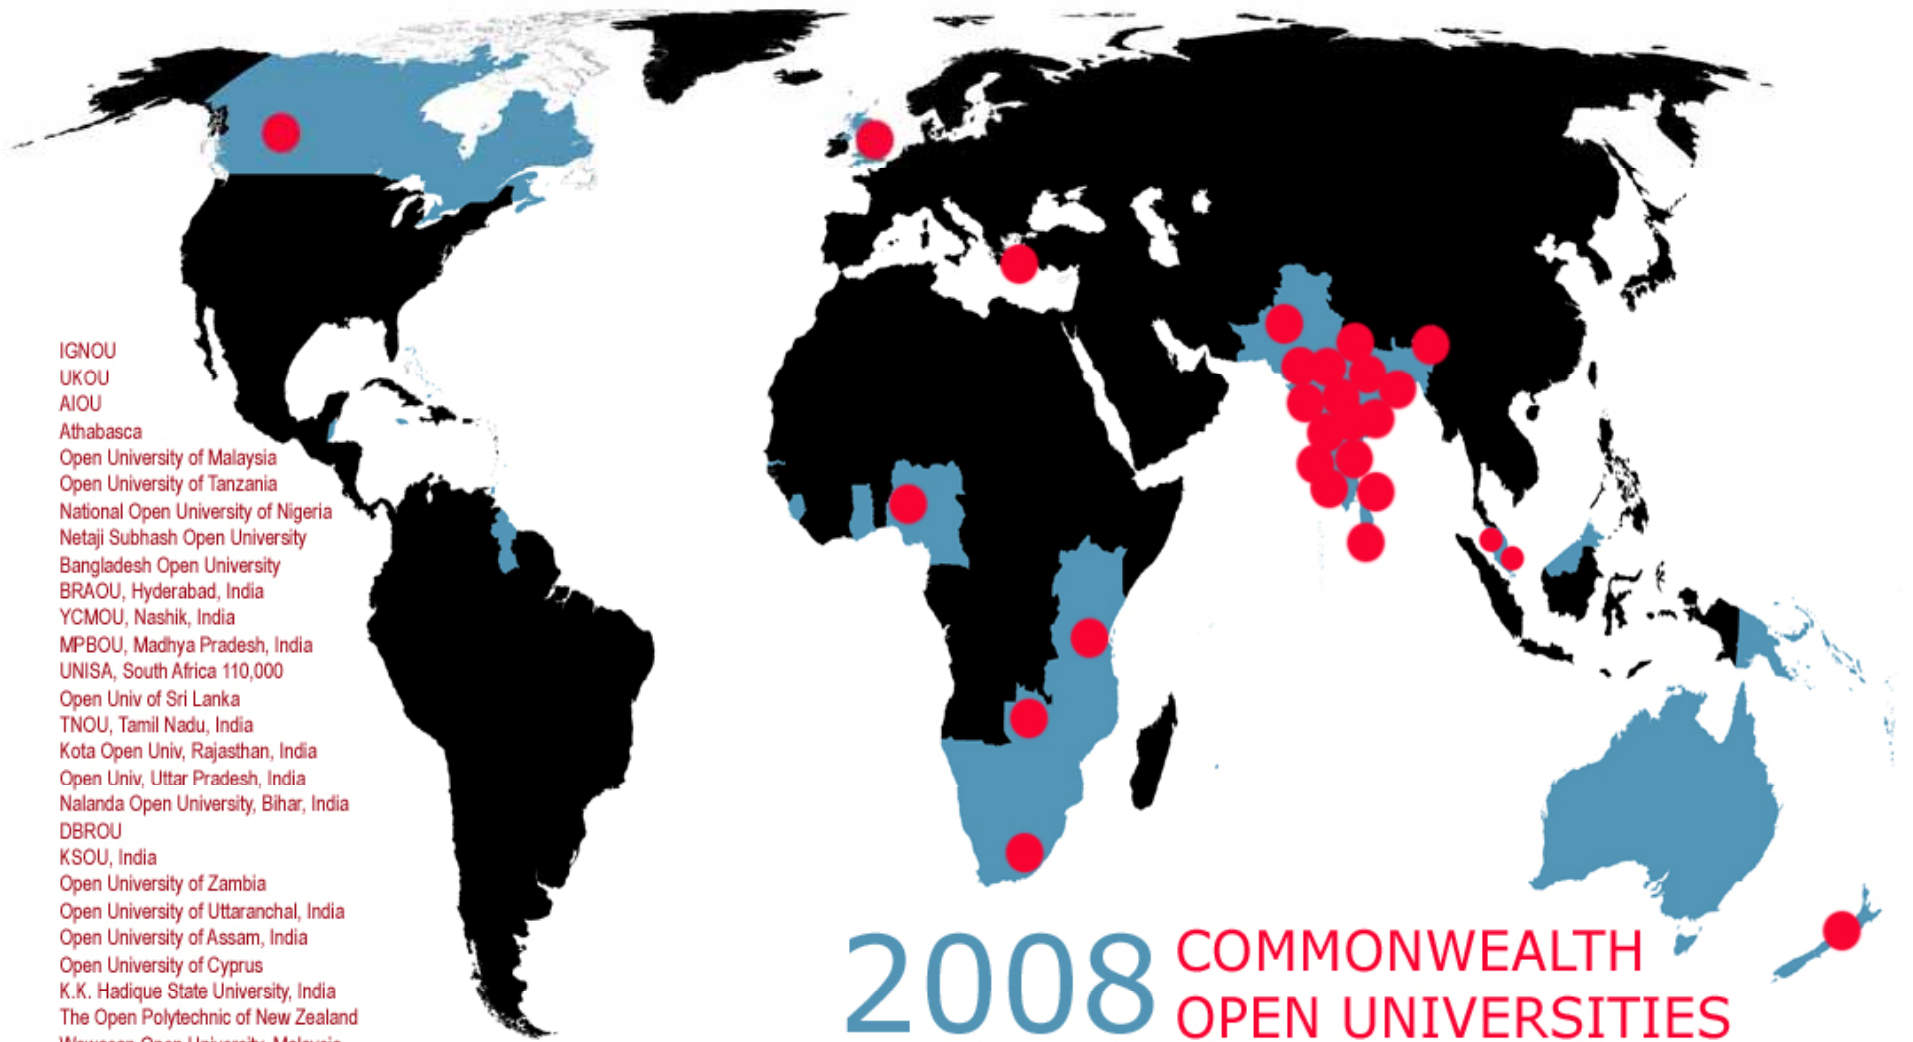 IGNOU
UKOU
AIOU
Athabasca
Open University of Malaysia
Open University of Tanzania
National Open University of Nigeria
Netaji Subhash Open University
Bangladesh Open University
BRAOU, Hyderabad, India
YCMOU, Nashik, India
MPBOU, Madhya Pradesh, India
UNISA, South Africa 110,000
Open Univ of Sri Lanka
TNOU, Tamil Nadu, India
Kota Open Univ, Rajasthan, India
Open Univ, Uttar Pradesh, India
Nalanda Open University, Bihar, India
DBROU
KSOU, India
Open University of Zambia
Open University of Uttaranchal, India
Open University of Assam, India
Open University of Cyprus
K.K. Hadique State University, India
The Open Polytechnic of New Zealand
Wawasan Open University, Malaysia
2008 COMMONWEALTH
OPEN UNIVERSITIES